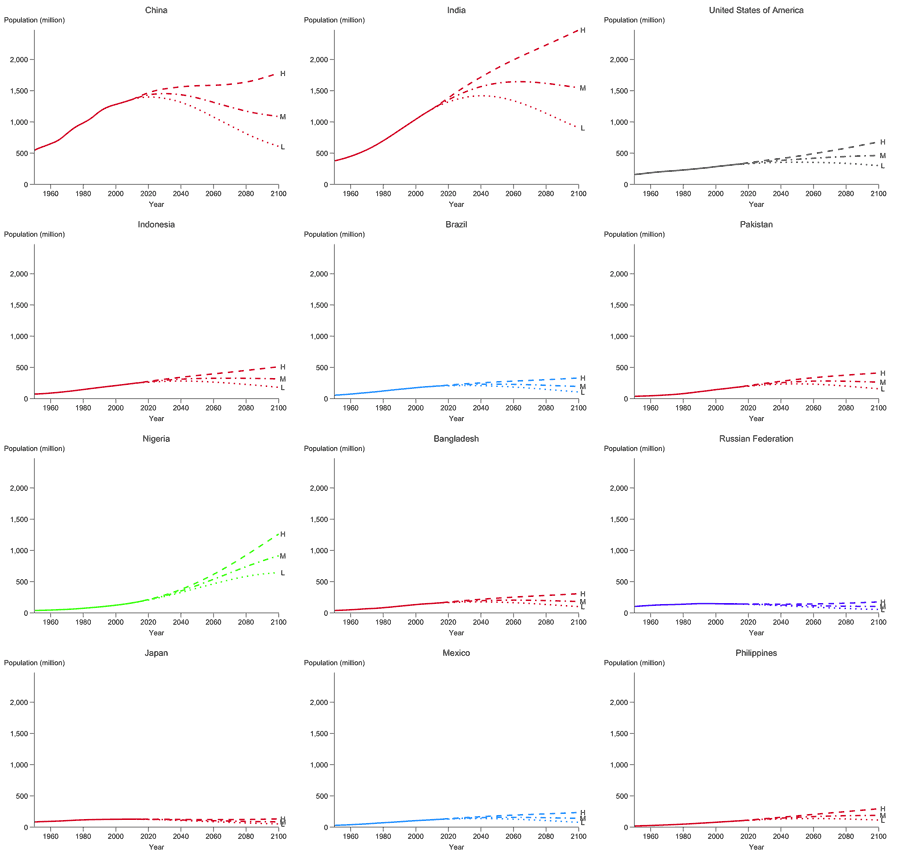 China
Population (million)
2,000
1,500
1,000
500
0
H
M
L
1960 1980 2000 2020 2040 2060 2080 2100
Year
India
Population (million)
2,000
1,500
1,000
500
0
H
M
L
1960 1980 2000 2020 2040 2060 2080 2100
Year
United States of America
Population (million)
2,000
1,500
1,000
500
0
H
M
L
1960 1980 2000 2020 2040 2060 2080 2100
Year
Indonesia
Population (million)
2,000
1,500
1,000
500
0
H
M
L
1960 1980 2000 2020 2040 2060 2080 2100
Year
Brazil
Population (million)
2,000
1,500
1,000
500
0
H
M
L
1960 1980 2000 2020 2040 2060 2080 2100
Year
Pakistan
Population (million)
2,000
1,500
1,000
500
0
H
M
L
1960 1980 2000 2020 2040 2060 2080 2100
Year
Nigeria
Population (million)
2,000
1,500
1,000
500
0
H
M
L
1960 1980 2000 2020 2040 2060 2080 2100
Year
Bangladesh
Population (million)
2,000
1,500
1,000
500
0
H
M
L
1960 1980 2000 2020 2040 2060 2080 2100
Year
Russian Federation
Population (million)
2,000
1,500
1,000
500
0
H
M
L
1960 1980 2000 2020 2040 2060 2080 2100
Year
Japan
Population (million)
2,000
1,500
1,000
500
0
H
M
L
1960 1980 2000 2020 2040 2060 2080 2100
Year
Mexico
Population (million)
2,000
1,500
1,000
500
0
H
M
L
1960 1980 2000 2020 2040 2060 2080 2100
Year
Philippines
Population (million)
2,000
1,500
1,000
500
0
H
M
L
1960 1980 2000 2020 2040 2060 2080 2100
Year